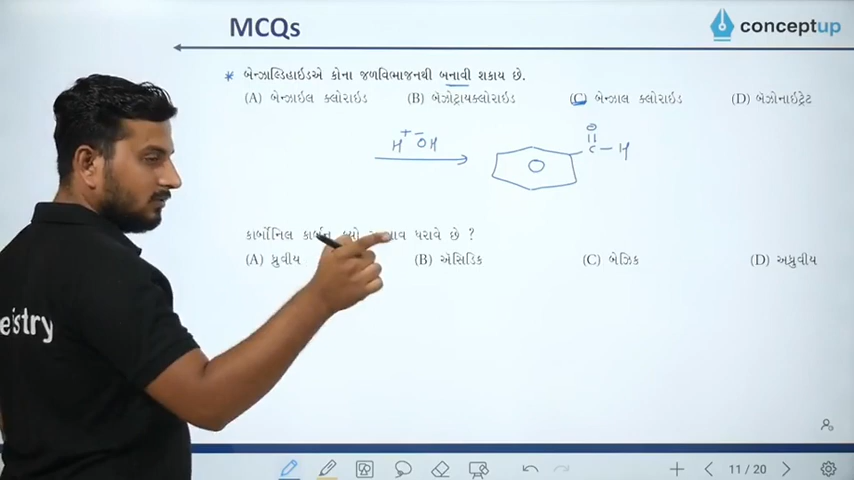 MCQs
conceptup
* બેન્ઝાલ્ડિહાઇડએ કોના જળવિભાજનથી બનાવી શકાય છે.
(A) બેન્ઝાઇલ ક્લોરાઇડ (B) બેઝોટ્રાયક્લોરાઇડ (C) બેન્ઝાલ ક્લોરાઇડ (D) બેઝોનાઇટ્રેટ
H⁺ ⁻OH
O
C – H
કાર્બોનિલ ધરાવે છે ?
(A) ધ્રુવીય (B) એસિડિક (C) બેઝિક (D) અધ્રુવીય
11 / 20